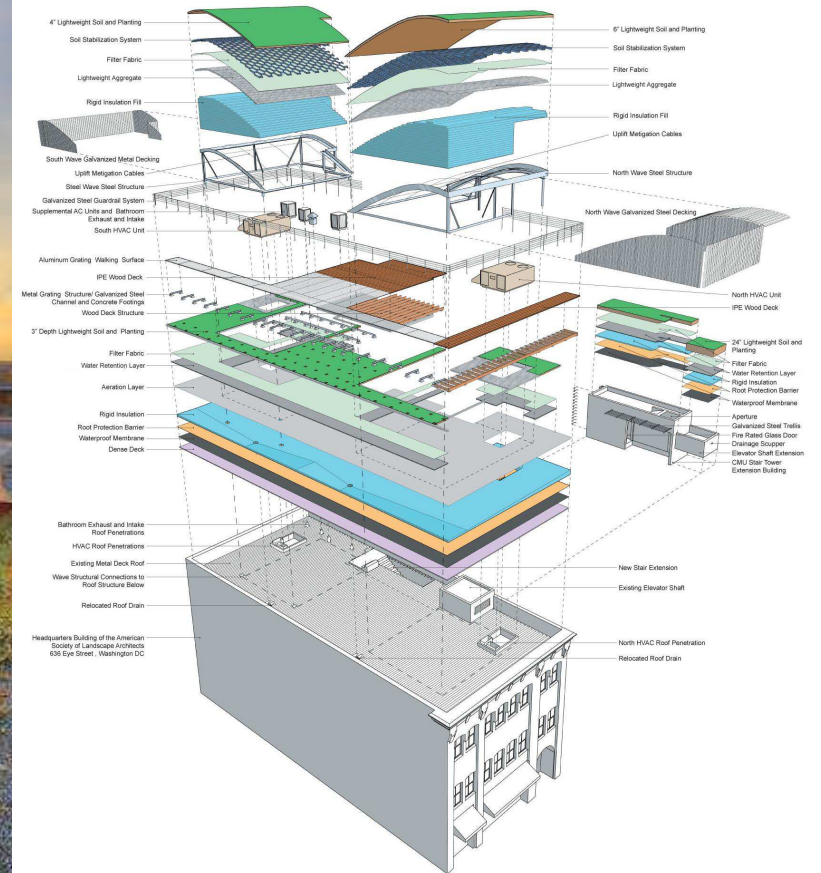 4" Lightweight Soil and Planting
Soil Stabilization System
Filter Fabric
Lightweight Aggregate
Rigid Insulation Fill
South Wave Galvanized Metal Decking
Uplift Metigation Cables
Steel Wave Steel Structure
Galvanized Steel Guardrail System
Supplemental AC Units and Bathroom
Exhaust and Intake
South HVAC Unit
Aluminum Grating Walking Surface
IPE Wood Deck
Metal Grating Structure/ Galvanized Steel
Channel and Concrete Footings
Wood Deck Structure
3" Depth Lightweight Soil and Planting
Filter Fabric
Water Retention Layer
Aeration Layer
Rigid Insulation
Root Protection Barrier
Waterproof Membrane
Dense Deck
Bathroom Exhaust and Intake
Roof Penetrations
HVAC Roof Penetrations
Existing Metal Deck Roof
Wave Structural Connections to
Roof Structure Below
Relocated Roof Drain
Headquarters Building of the American
Society of Landscape Architects
636 Eye Street , Washington DC
6" Lightweight Soil and Planting
Soil Stabilization System
Filter Fabric
Lightweight Aggregate
Rigid Insulation Fill
Uplift Metigation Cables
North Wave Steel Structure
North Wave Galvanized Steel Decking
North HVAC Unit
IPE Wood Deck
24" Lightweight Soil and
Planting
Filter Fabric
Water Retention Layer
Rigid Insulation
Root Protection Barrier
Waterproof Membrane
Aperture
Galvanized Steel Trellis
Fire Rated Glass Door
Drainage Scupper
Elevator Shaft Extension
CMU Stair Tower
Extension Building
New Stair Extension
Existing Elevator Shaft
North HVAC Roof Penetration
Relocated Roof Drain